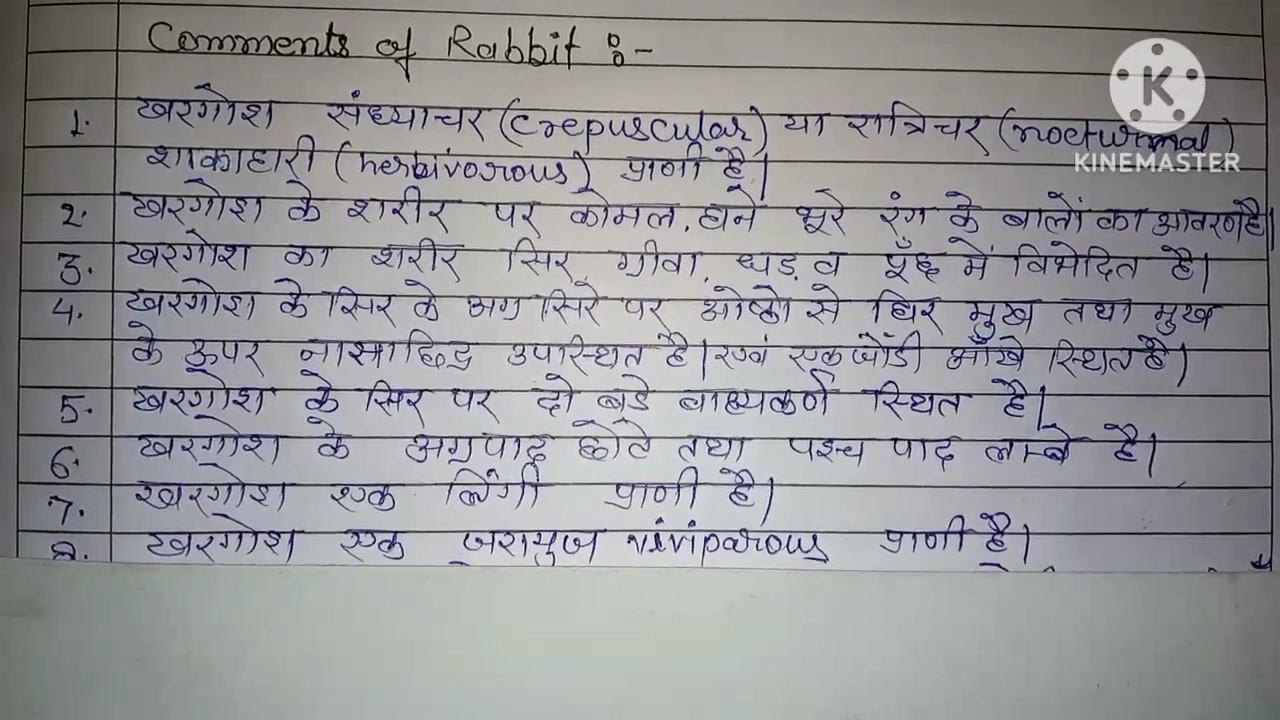 Comments of Rabbit :-
1. खरगोश संध्याचर (crepuscular) या रात्रिचर (nocturnal)
शाकाहारी (herbivorous) प्राणी है।
2. खरगोश के शरीर पर कोमल, घने भूरे रंग के बालों का आवरण है।
3. खरगोश का शरीर सिर, ग्रीवा, धड़ व पूँछ में विभेदित है।
4. खरगोश के सिर के अग्र सिरे पर ओष्ठो से घिर मुख तथा मुख
के ऊपर नासाछिद्र उपस्थित है। एवं एक जोंडी आँखे स्थित है।
5. खरगोश के सिर पर दो बडे बाह्यकर्ण स्थित है।
6. खरगोश के अग्रपाद छोटे तथा पश्च पाद लम्बे है।
7. खरगोश एक लिंगी प्राणी है।
8. खरगोश एक जरायुज viviparous प्राणी है।
K
KINEMASTER